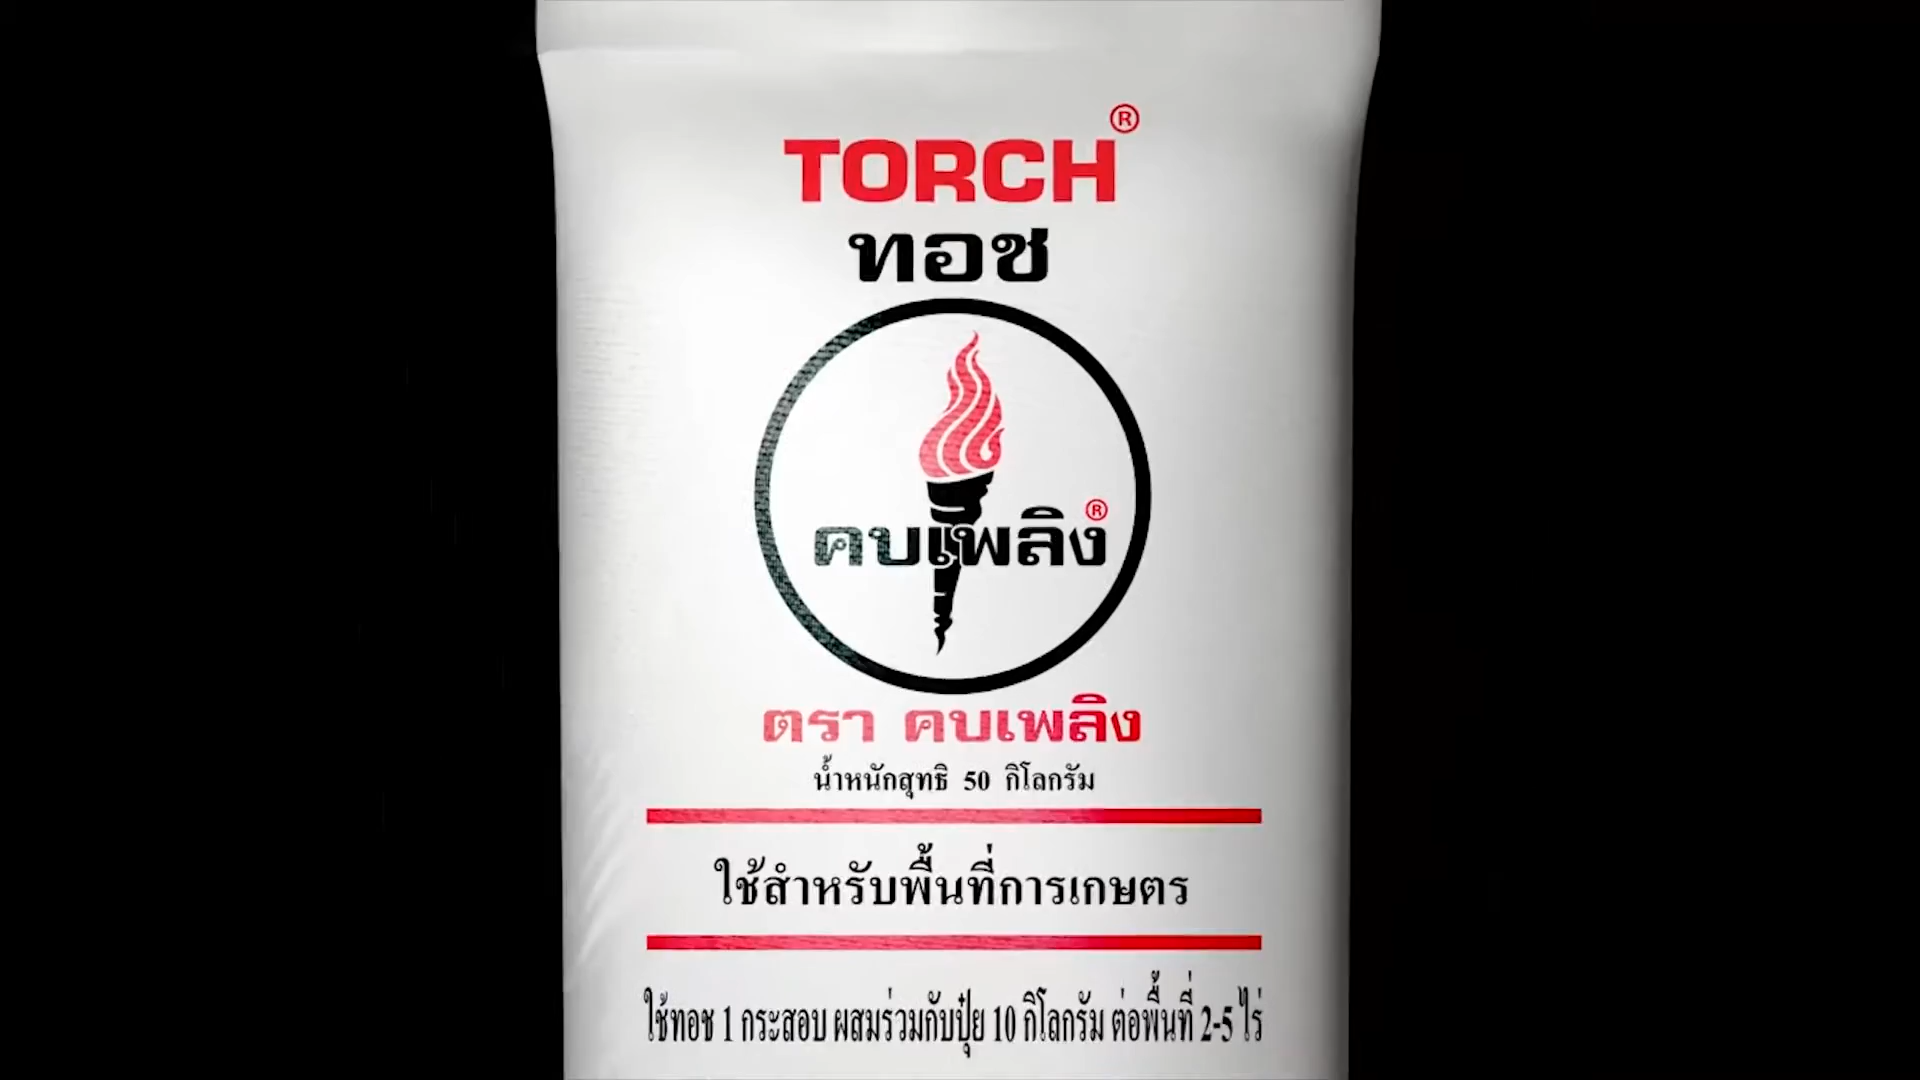 TORCH®
ทอช
คบเพลิง®
ตรา คบเพลิง
น้ำหนักสุทธิ 50 กิโลกรัม
ใช้สำหรับพื้นที่การเกษตร
ใช้ทอช 1 กระสอบ ผสมร่วมกับปุ๋ย 10 กิโลกรัม ต่อพื้นที่ 2-5 ไร่